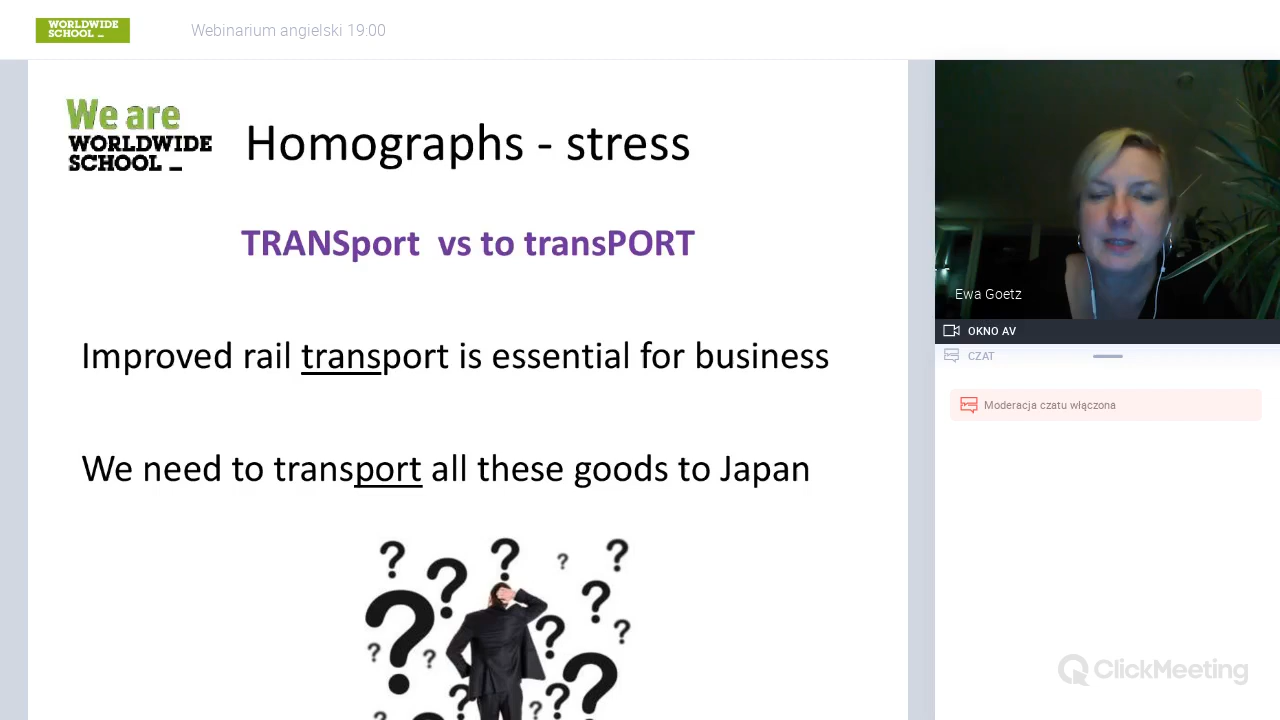 WORLDWIDE
SCHOOL _
Webinarium angielski 19:00
We are
WORLDWIDE
SCHOOL _
Homographs - stress
TRANSport vs to transPORT
Improved rail transport is essential for business
We need to transport all these goods to Japan
? ? ? ? ? ? ? ? ? ? ? ? ? ? ? ?
Ewa Goetz
OKNO AV
CZAT
Moderacja czatu włączona
ClickMeeting